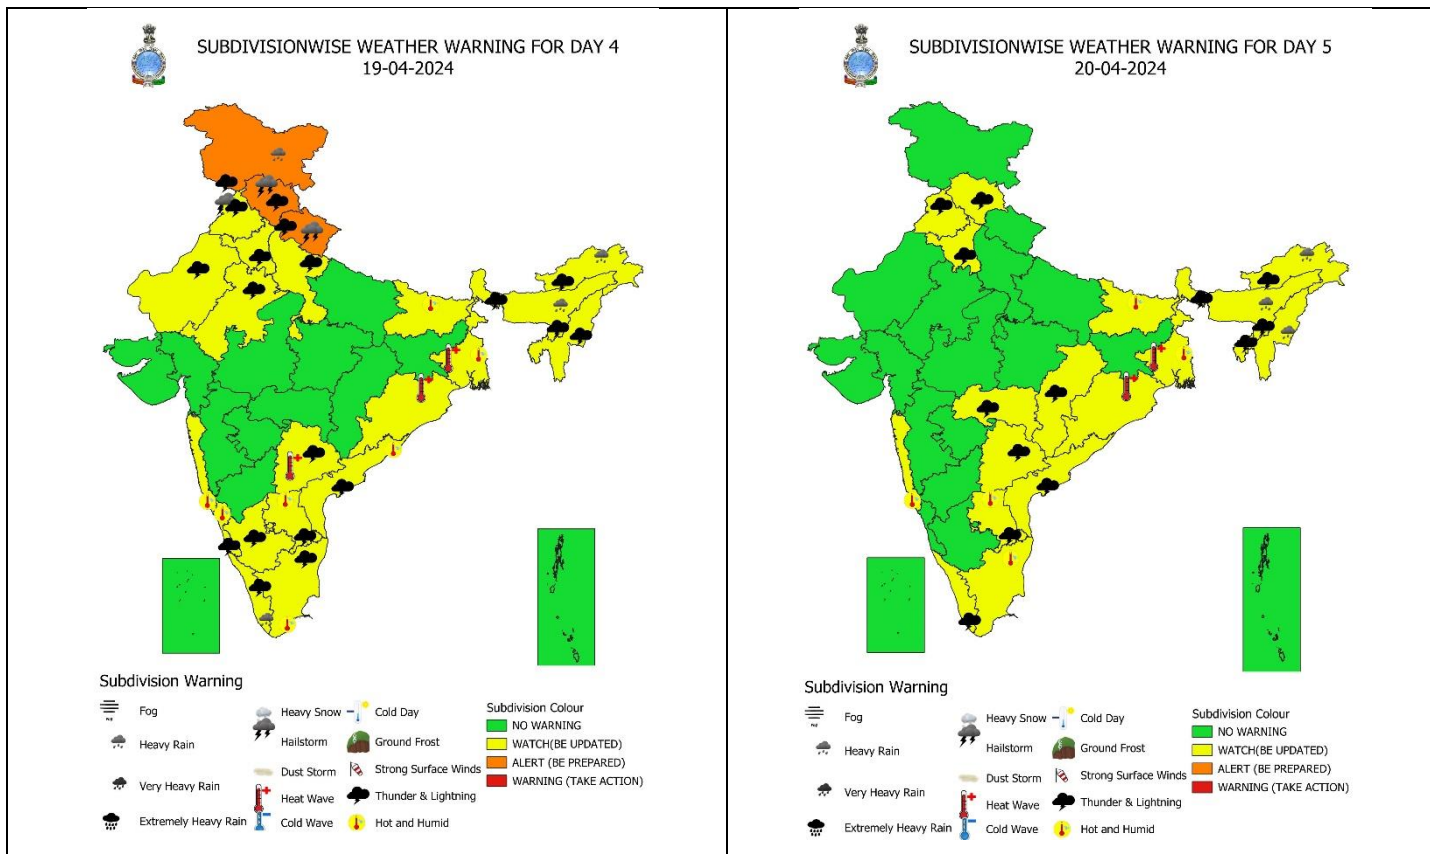 SUBDIVISIONWISE WEATHER WARNING FOR DAY 4
19-04-2024
Subdivision Warning
Fog
Heavy Rain
Very Heavy Rain
Extremely Heavy Rain
Heavy Snow
Hailstorm
Dust Storm
Heat Wave
Cold Wave
Cold Day
Ground Frost
Strong Surface Winds
Thunder & Lightning
Hot and Humid
Subdivision Colour
NO WARNING
WATCH(BE UPDATED)
ALERT (BE PREPARED)
WARNING (TAKE ACTION)
SUBDIVISIONWISE WEATHER WARNING FOR DAY 5
20-04-2024
Subdivision Warning
Fog
Heavy Rain
Very Heavy Rain
Extremely Heavy Rain
Heavy Snow
Hailstorm
Dust Storm
Heat Wave
Cold Wave
Cold Day
Ground Frost
Strong Surface Winds
Thunder & Lightning
Hot and Humid
Subdivision Colour
NO WARNING
WATCH(BE UPDATED)
ALERT (BE PREPARED)
WARNING (TAKE ACTION)